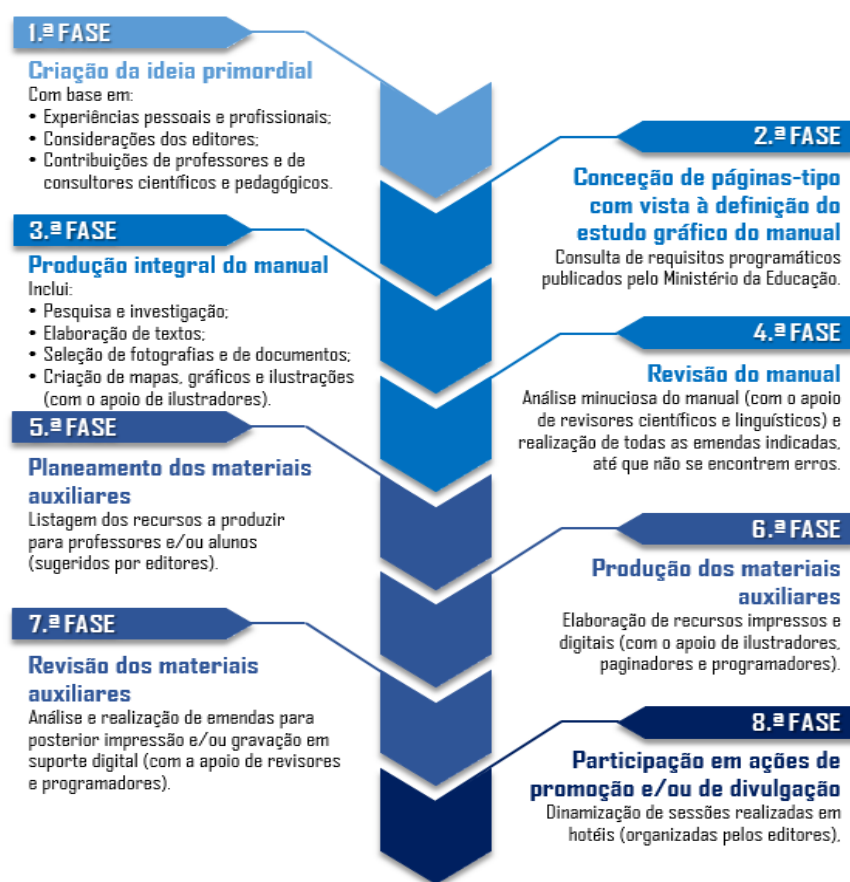 1.ª FASE
Criação da ideia primordial
Com base em:
• Experiências pessoais e profissionais;
• Considerações dos editores;
• Contribuições de professores e de
consultores científicos e pedagógicos.
2.ª FASE
Conceção de páginas-tipo
com vista à definição do
estudo gráfico do manual
Consulta de requisitos programáticos
publicados pelo Ministério da Educação.
3.ª FASE
Produção integral do manual
Inclui:
• Pesquisa e investigação;
• Elaboração de textos;
• Seleção de fotografias e de documentos;
• Criação de mapas, gráficos e ilustrações
(com o apoio de ilustradores).
4.ª FASE
Revisão do manual
Análise minuciosa do manual (com o apoio
de revisores científicos e linguísticos) e
realização de todas as emendas indicadas,
até que não se encontrem erros.
5.ª FASE
Planeamento dos materiais
auxiliares
Listagem dos recursos a produzir
para professores e/ou alunos
(sugeridos por editores).
6.ª FASE
Produção dos materiais
auxiliares
Elaboração de recursos impressos e
digitais (com o apoio de ilustradores,
paginadores e programadores).
7.ª FASE
Revisão dos materiais
auxiliares
Análise e realização de emendas para
posterior impressão e/ou gravação em
suporte digital (com a apoio de revisores
e programadores).
8.ª FASE
Participação em ações de
promoção e/ou de divulgação
Dinamização de sessões realizadas em
hotéis (organizadas pelos editores),